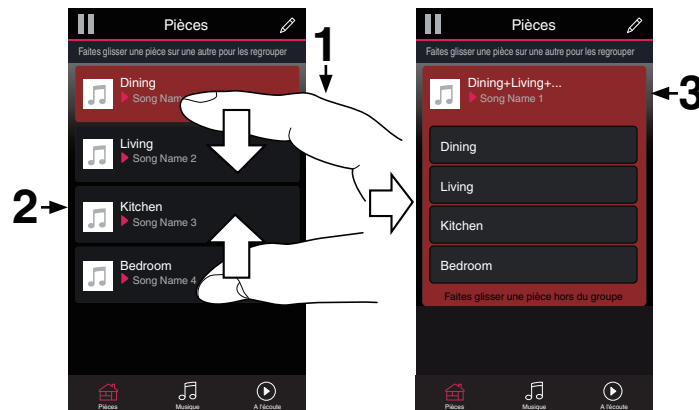 Pièces
Faites glisser une pièce sur une autre pour les regrouper
1
Dining
Song Nam
Living
Song Name 2
2
Kitchen
Song Name 3
Bedroom
Song Name 4
Pièces
Musique
A l'écoute
Pièces
Faites glisser une pièce sur une autre pour les regrouper
Dining+Living+...
Song Name 1
3
Dining
Living
Kitchen
Bedroom
Faites glisser une pièce hors du groupe
Pièces
Musique
A l'écoute